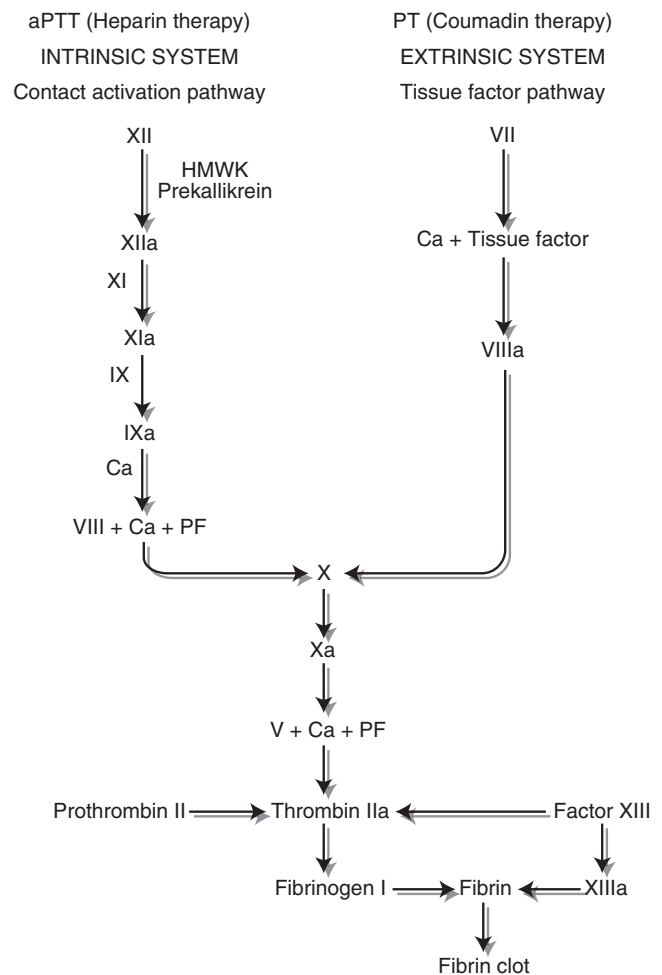 aPTT (Heparin therapy)
INTRINSIC SYSTEM
Contact activation pathway
PT (Coumadin therapy)
EXTRINSIC SYSTEM
Tissue factor pathway
XII
HMWK
Prekallikrein
XIIa
XI
XIa
IX
IXa
Ca
VIII + Ca + PF
VII
Ca + Tissue factor
VIIIa
X
Xa
V + Ca + PF
Prothrombin II
Thrombin IIa
Factor XIII
Fibrinogen I
Fibrin
XIIIa
Fibrin clot